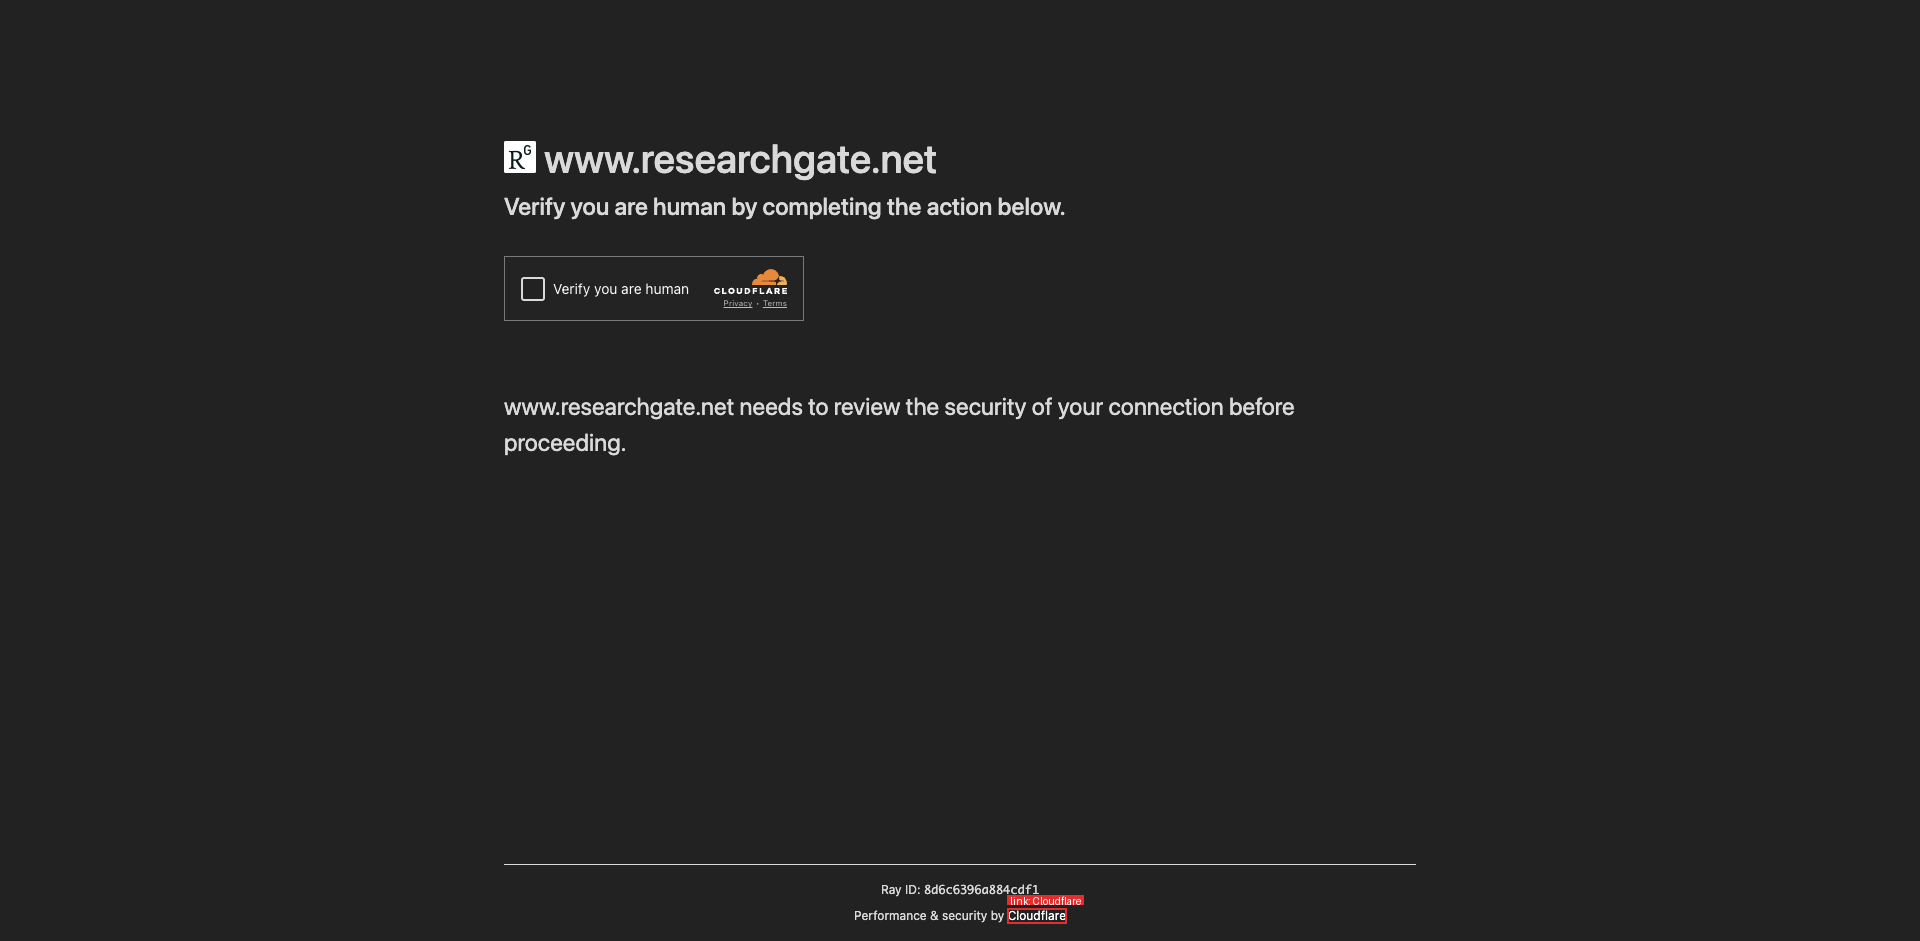 RG www.researchgate.net
Verify you are human by completing the action below.
Verify you are human
CLOUDFLARE
Privacy • Terms
www.researchgate.net needs to review the security of your connection before
proceeding.
Ray ID: 8d6c6396a884cdf1
link: Cloudflare
Performance & security by Cloudflare